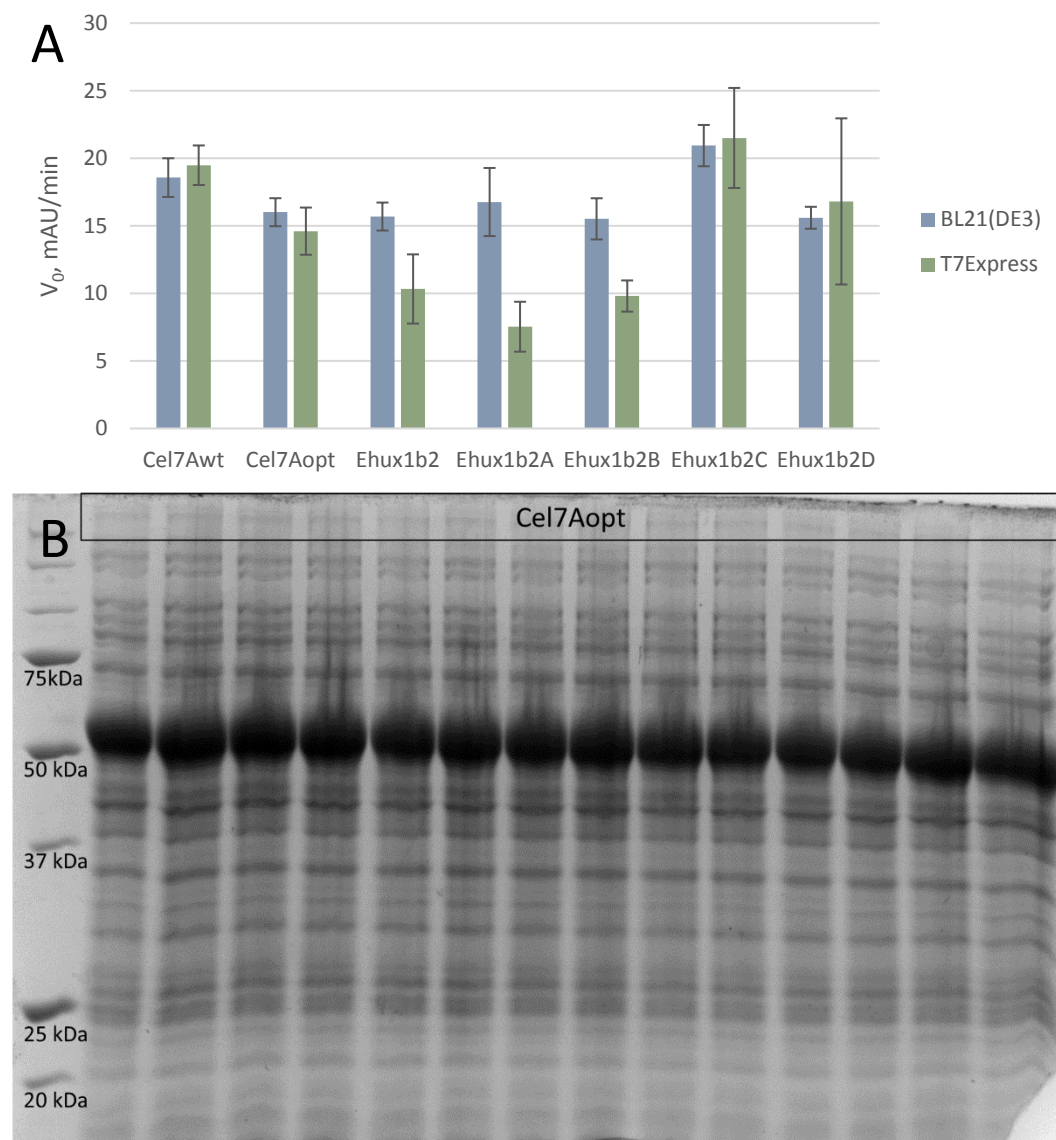 A
30
25
20
15
10
5
0
V0, mAU/min
Cel7Awt Cel7Aopt Ehux1b2 Ehux1b2A Ehux1b2B Ehux1b2C Ehux1b2D
BL21(DE3)
T7Express
B
Cel7Aopt
75kDa
50 kDa
37 kDa
25 kDa
20 kDa